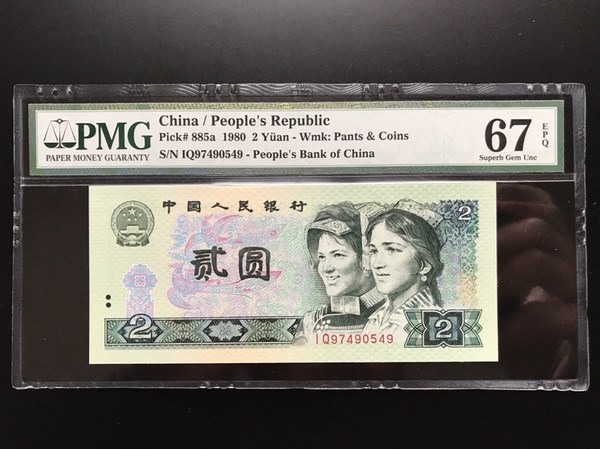 PMG
PAPER MONEY GUARANTY
China / People's Republic
Pick# 885a 1980 2 Yüan - Wmk: Pants & Coins
S/N IQ97490549 - People's Bank of China
67 EPQ
Superb Gem Unc
中国人民银行
2
贰圆
2
IQ97490549
2